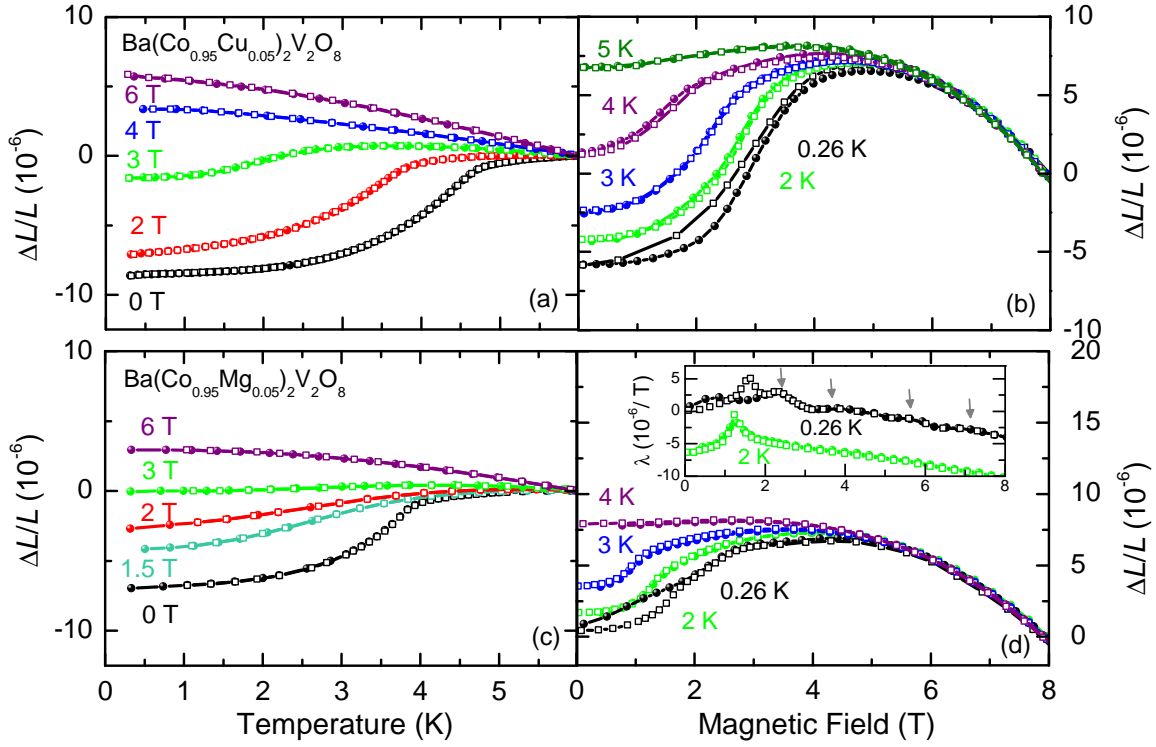 10
0
-10
ΔL/L (10⁻⁶)
Ba(Co₀.₉₅Cu₀.₀₅)₂V₂O₈
6 T
4 T
3 T
2 T
0 T
(a)
5 K
4 K
3 K
0.26 K
2 K
(b)
10
5
0
-5
-10
ΔL/L (10⁻⁶)
10
0
-10
ΔL/L (10⁻⁶)
Ba(Co₀.₉₅Mg₀.₀₅)₂V₂O₈
6 T
3 T
2 T
1.5 T
0 T
(c)
0 1 2 3 4 5
Temperature (K)
5
0
-5
-10
λ (10⁻⁶/ T)
0.26 K
2 K
0 2 4 6 8
4 K
3 K
0.26 K
2 K
(d)
20
15
10
5
0
ΔL/L (10⁻⁶)
0 2 4 6 8
Magnetic Field (T)